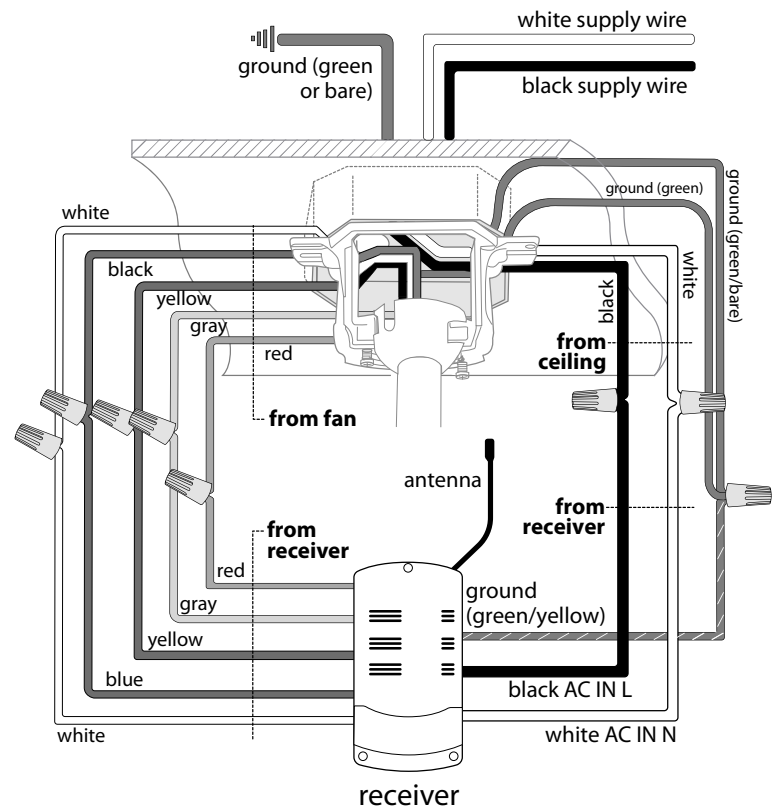 white supply wire
ground (green
or bare)
black supply wire
ground (green)
ground (green/bare)
white
black
yellow
gray
red
white
black
from
ceiling
from fan
antenna
from
receiver
from
receiver
red
ground
(green/yellow)
gray
yellow
blue
black AC IN L
white
white AC IN N
receiver